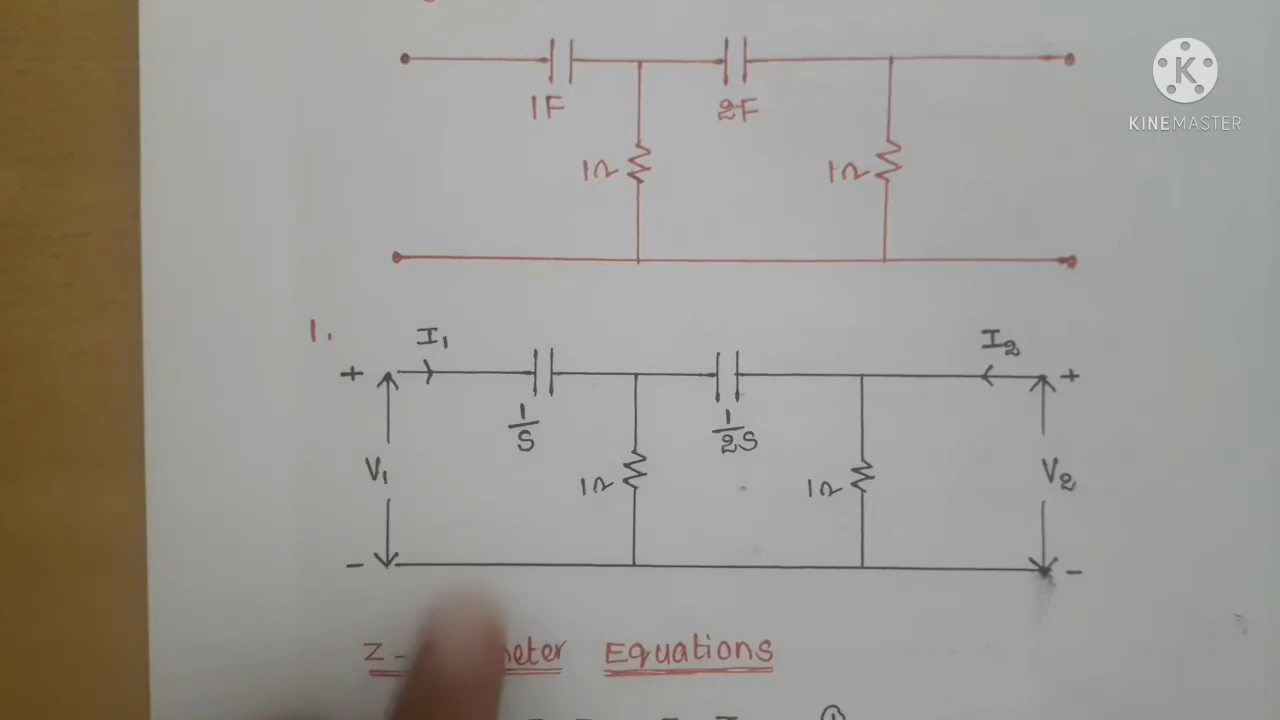 K
KINEMASTER
1F 2F
1Ω 1Ω
1.
I₁ I₂
+ +
1/S 1/2S
V₁ 1Ω 1Ω V₂
- -
Equations